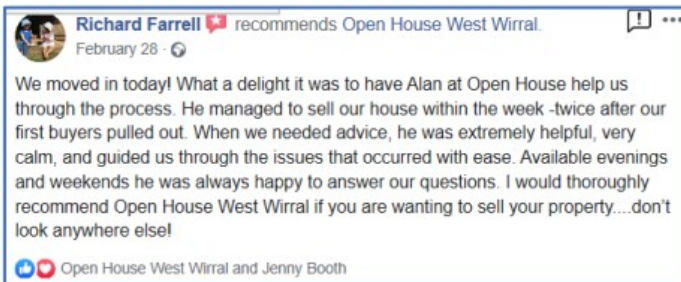 Richard Farrell recommends Open House West Wirral.
February 28 ·
We moved in today! What a delight it was to have Alan at Open House help us
through the process. He managed to sell our house within the week -twice after our
first buyers pulled out. When we needed advice, he was extremely helpful, very
calm, and guided us through the issues that occurred with ease. Available evenings
and weekends he was always happy to answer our questions. I would thoroughly
recommend Open House West Wirral if you are wanting to sell your property....don't
look anywhere else!
Open House West Wirral and Jenny Booth